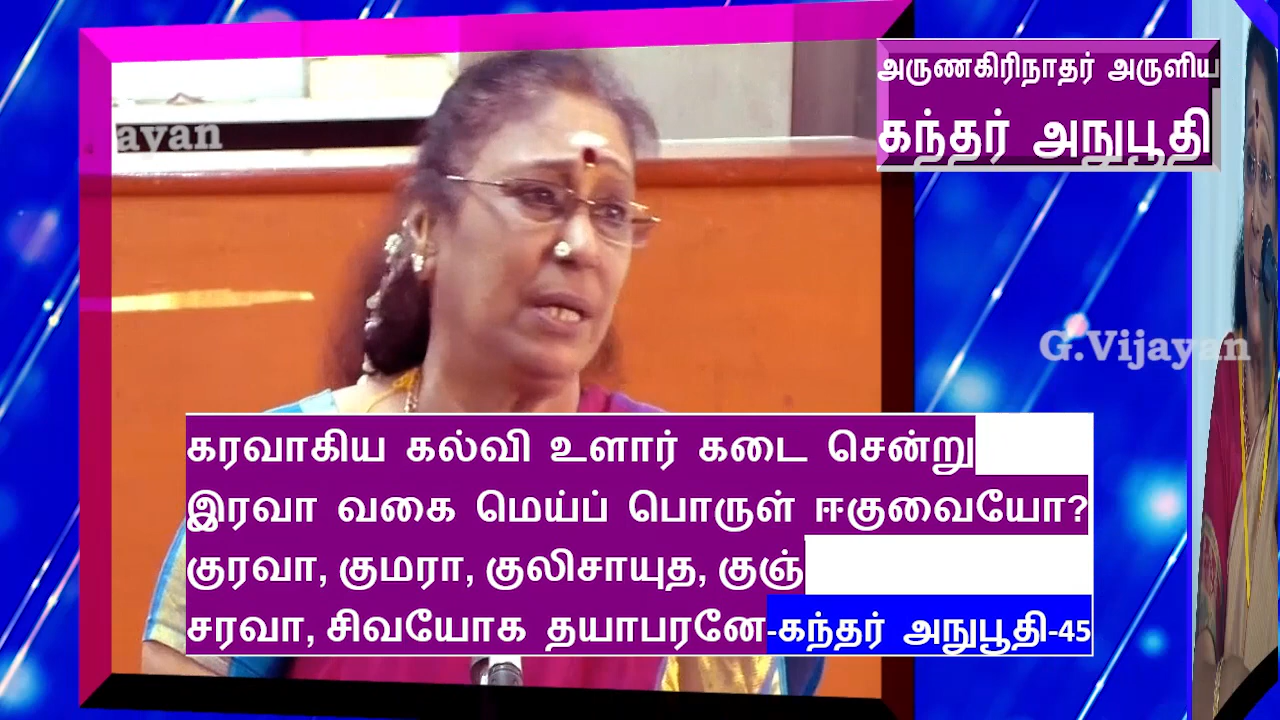 அருணகிரிநாதர் அருளிய
கந்தர் அநுபூதி
ayan
G.Vijayan
கரவாகிய கல்வி உளார் கடை சென்று
இரவா வகை மெய்ப் பொருள் ஈகுவையோ?
குரவா, குமரா, குலிசாயுத, குஞ்
சரவா, சிவயோக தயாபரனே-கந்தர் அநுபூதி-45